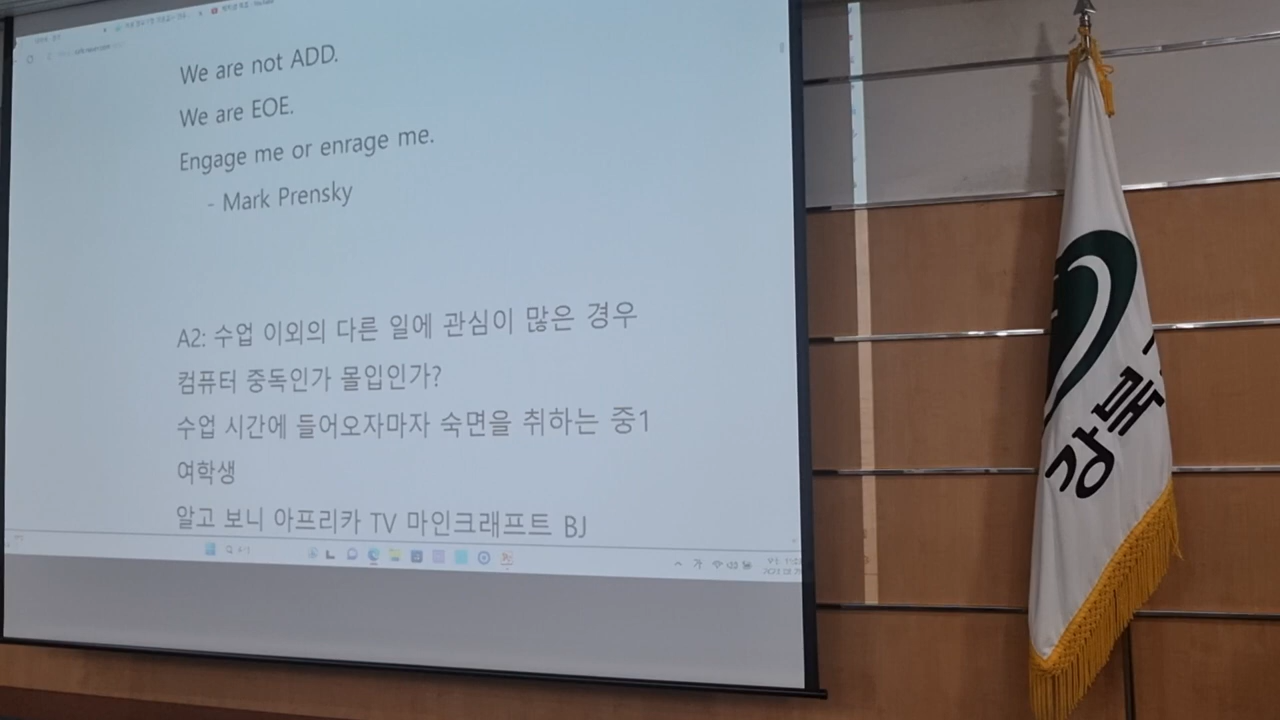 We are not ADD.
We are EOE.
Engage me or enrage me.
- Mark Prensky
A2: 수업 이외의 다른 일에 관심이 많은 경우
컴퓨터 중독인가 몰입인가?
수업 시간에 들어오자마자 숙면을 취하는 중1
여학생
알고 보니 아프리카 TV 마인크래프트 BJ
강북